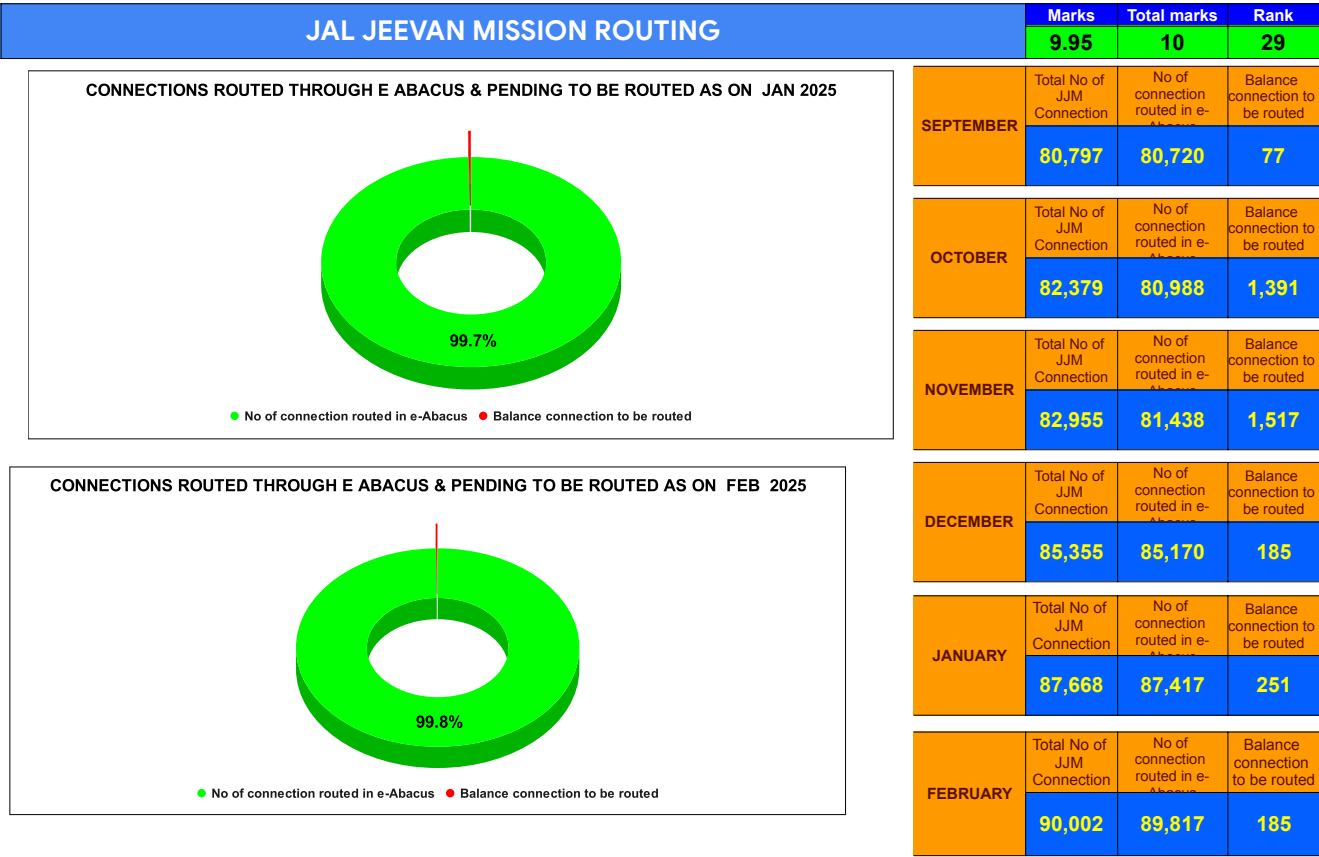 JAL JEEVAN MISSION ROUTING
Marks Total marks Rank
9.95 10 29
CONNECTIONS ROUTED THROUGH E ABACUS & PENDING TO BE ROUTED AS ON JAN 2025
99.7%
No of connection routed in e-Abacus Balance connection to be routed
CONNECTIONS ROUTED THROUGH E ABACUS & PENDING TO BE ROUTED AS ON FEB 2025
99.8%
No of connection routed in e-Abacus Balance connection to be routed
SEPTEMBER
Total No of
JJM
Connection
No of
connection
routed in e-
Abacus
Balance
connection to
be routed
80,797 80,720 77
OCTOBER
Total No of
JJM
Connection
No of
connection
routed in e-
Abacus
Balance
connection to
be routed
82,379 80,988 1,391
NOVEMBER
Total No of
JJM
Connection
No of
connection
routed in e-
Abacus
Balance
connection to
be routed
82,955 81,438 1,517
DECEMBER
Total No of
JJM
Connection
No of
connection
routed in e-
Abacus
Balance
connection to
be routed
85,355 85,170 185
JANUARY
Total No of
JJM
Connection
No of
connection
routed in e-
Abacus
Balance
connection to
be routed
87,668 87,417 251
FEBRUARY
Total No of
JJM
Connection
No of
connection
routed in e-
Abacus
Balance
connection
to be routed
90,002 89,817 185